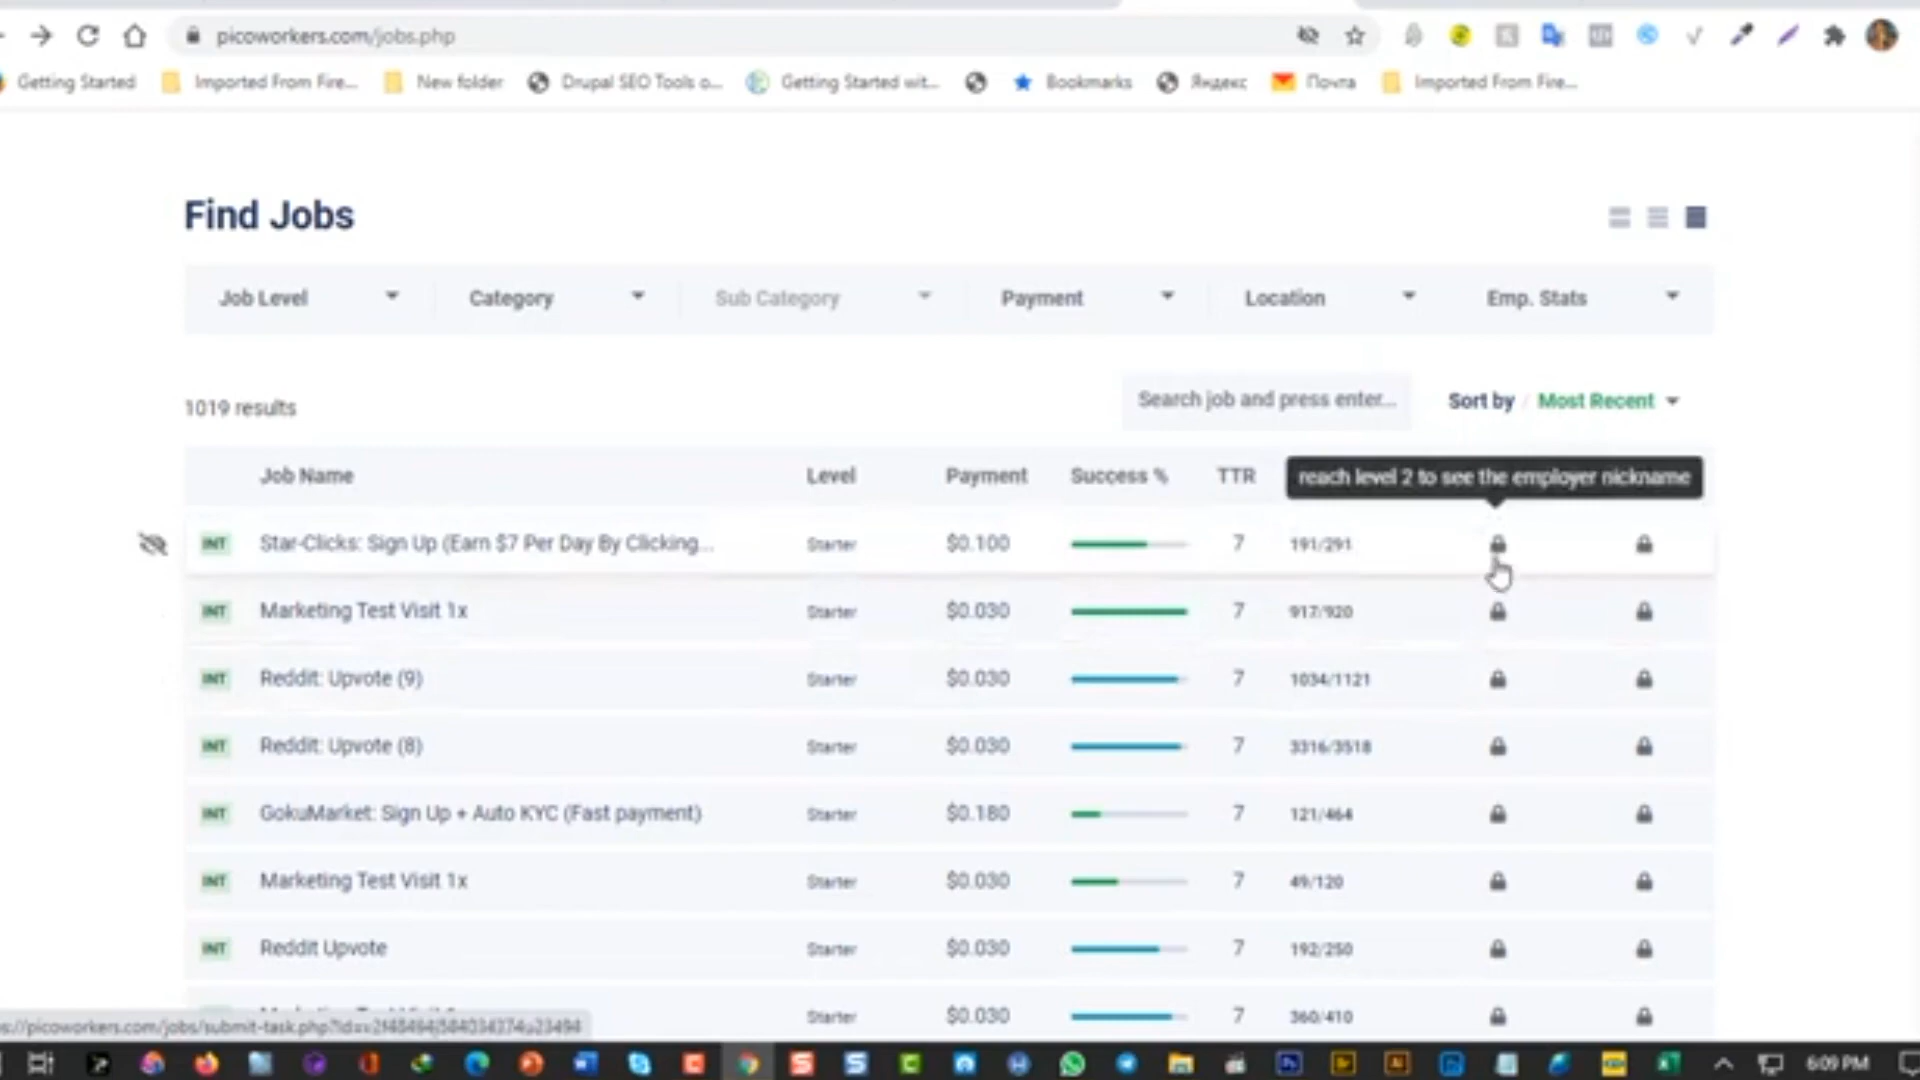 picoworkers.com/jobs.php
Getting Started Imported From Fire... New folder Drupal SEO Tools o... Getting Started wit... Bookmarks Яндекс Почта Imported From Fire...
Find Jobs
Job Level Category Sub Category Payment Location Emp. Stats
1019 results Search job and press enter... Sort by / Most Recent
Job Name Level Payment Success % TTR reach level 2 to see the employer nickname
INT Star-Clicks: Sign Up (Earn $7 Per Day By Clicking... Starter $0.100 7 191/291
INT Marketing Test Visit 1x Starter $0.030 7 917/920
INT Reddit: Upvote (9) Starter $0.030 7 1034/1121
INT Reddit: Upvote (8) Starter $0.030 7 3316/3518
INT GokuMarket: Sign Up + Auto KYC (Fast payment) Starter $0.180 7 121/464
INT Marketing Test Visit 1x Starter $0.030 7 49/120
INT Reddit Upvote Starter $0.030 7 192/250
Starter $0.030 7 360/410
6:09 PM